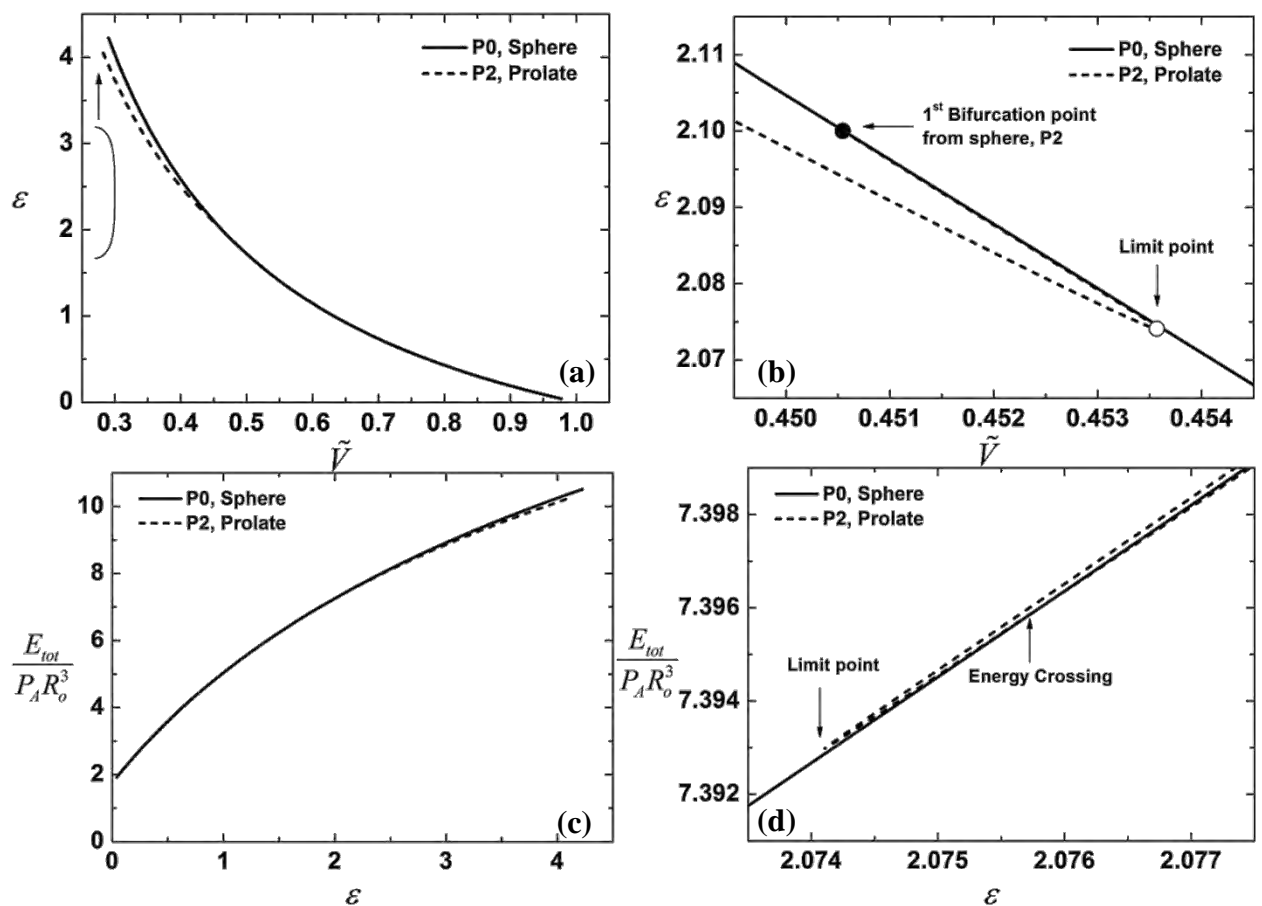 P0, Sphere
P2, Prolate
4
3
ε
2
1
0
(a)
0.3 0.4 0.5 0.6 0.7 0.8 0.9 1.0
Ṽ
P0, Sphere
P2, Prolate
2.11
1st Bifurcation point
from sphere, P2
2.10
ε
2.09
Limit point
2.08
2.07
(b)
0.450 0.451 0.452 0.453 0.454
Ṽ
P0, Sphere
P2, Prolate
10
8
6
E_tot
P_A R_o^3
4
2
0
(c)
0 1 2 3 4
ε
P0, Sphere
P2, Prolate
7.398
7.396
E_tot
P_A R_o^3
Limit point
Energy Crossing
7.394
7.392
(d)
2.074 2.075 2.076 2.077
ε